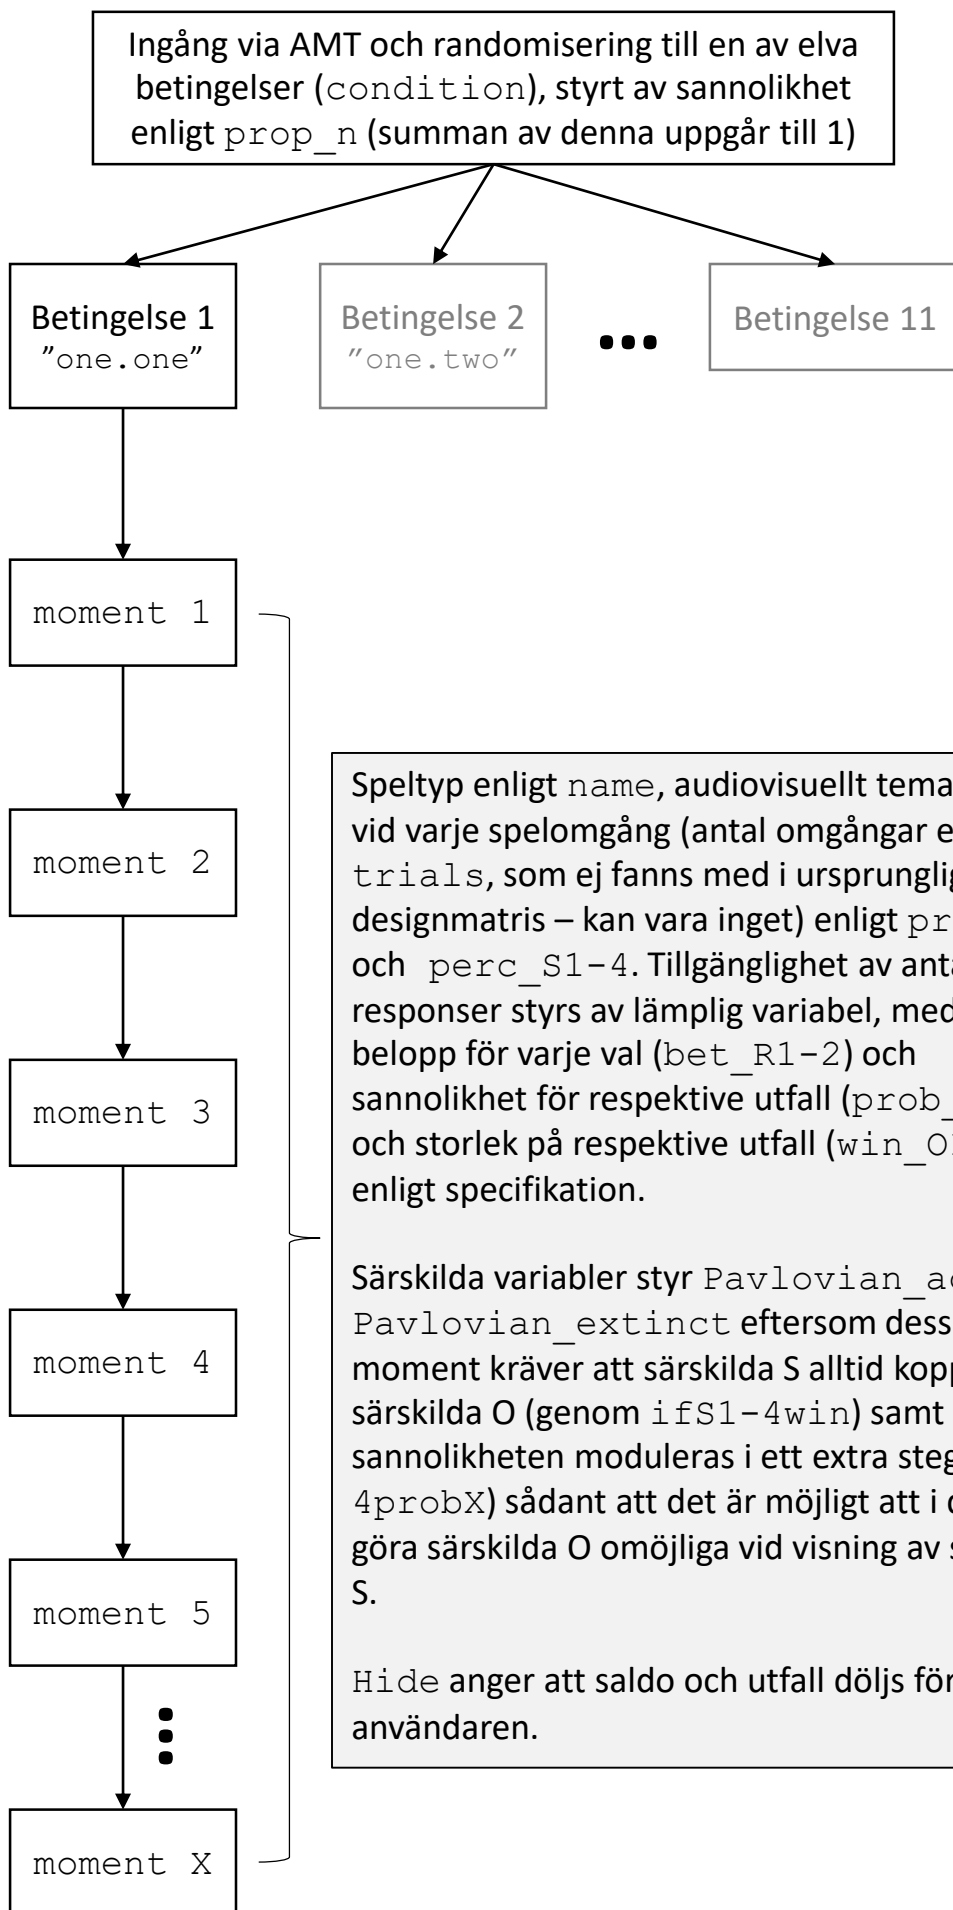 Ingång via AMT och randomisering till en av elva
betingelser (condition), styrt av sannolikhet
enligt prop_n (summan av denna uppgår till 1)
Betingelse 1
”one.one”
Betingelse 2
”one.two”
...
Betingelse 11
moment 1
moment 2
moment 3
moment 4
moment 5
moment X
Speltyp enligt name, audiovisuellt tema
vid varje spelomgång (antal omgångar
trials, som ej fanns med i
designmatris – kan vara inget) enligt
och perc_S1-4. Tillgänglighet av
responser styrs av lämplig variabel, med
belopp för varje val (bet_R1-2) och
sannolikhet för respektive utfall (prob_
och storlek på respektive utfall (
enligt specifikation.
Särskilda variabler styr
Pavlovian_extinct eftersom
moment kräver att särskilda S alltid
särskilda O (genom ifS1-4win) samt
sannolikheten moduleras i ett extra
4probX) sådant att det är möjligt att i
göra särskilda O omöjliga vid visning av
S.
Hide anger att saldo och utfall döljs för
användaren.